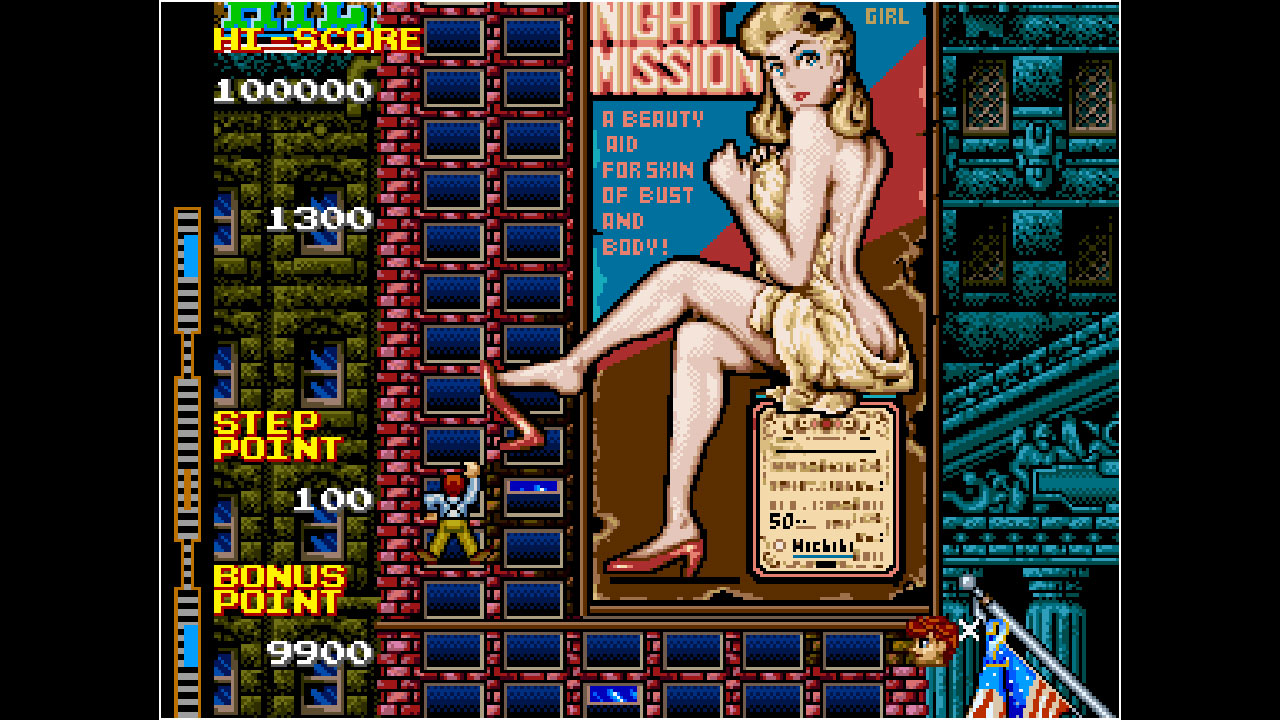 HI-SCORE
100000
1300
STEP
POINT
100
BONUS
POINT
9900
NIGHT
MISSION
GIRL
A BEAUTY
AID
FOR SKIN
OF BUST
AND
BODY!
50
2